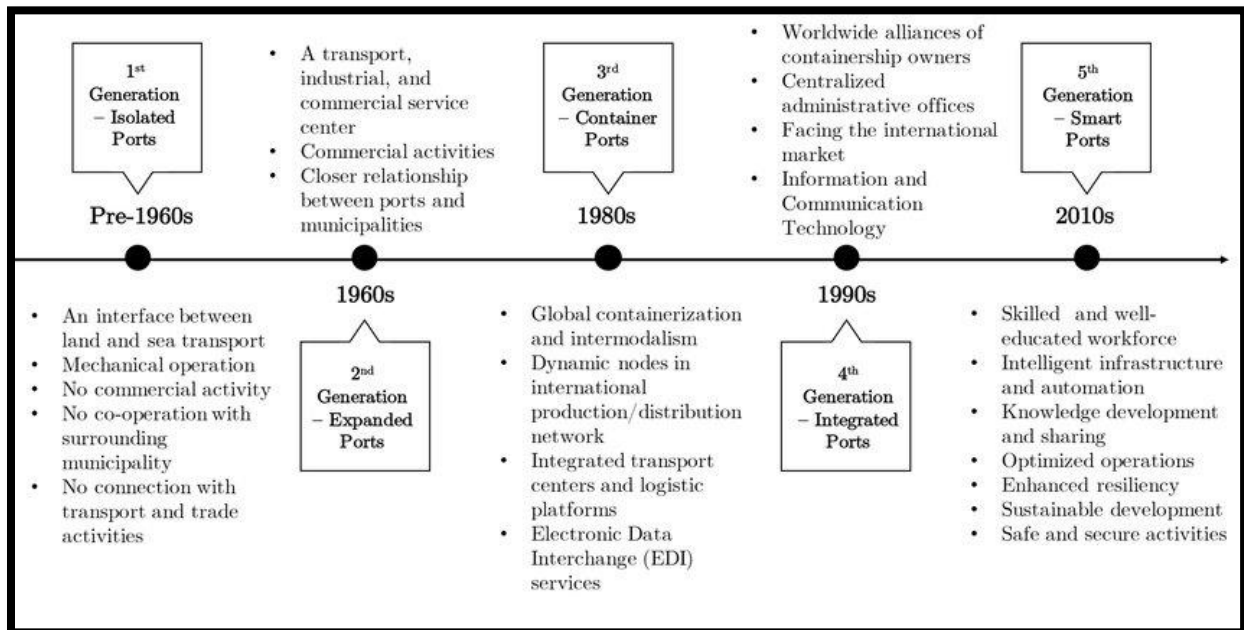 1st
Generation
– Isolated
Ports
Pre-1960s
• An interface between
land and sea transport
• Mechanical operation
• No commercial activity
• No co-operation with
surrounding
municipality
• No connection with
transport and trade
activities
• A transport,
industrial, and
commercial service
center
• Commercial activities
• Closer relationship
between ports and
municipalities
1960s
2nd
Generation
– Expanded
Ports
3rd
Generation
– Container
Ports
1980s
• Global containerization
and intermodalism
• Dynamic nodes in
international
production/distribution
network
• Integrated transport
centers and logistic
platforms
• Electronic Data
Interchange (EDI)
services
• Worldwide alliances of
containership owners
• Centralized
administrative offices
• Facing the international
market
• Information and
Communication
Technology
1990s
4th
Generation
– Integrated
Ports
5th
Generation
– Smart
Ports
2010s
• Skilled and well-
educated workforce
• Intelligent infrastructure
and automation
• Knowledge development
and sharing
• Optimized operations
• Enhanced resiliency
• Sustainable development
• Safe and secure activities